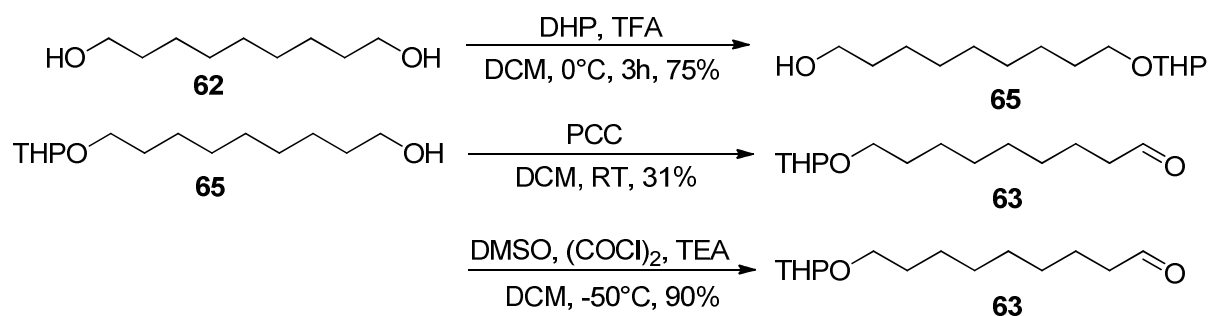 HO OH DHP, TFA HO OTHP
62 DCM, 0°C, 3h, 75% 65
THPO OH PCC THPO O
65 DCM, RT, 31% 63
DMSO, (COCl)2, TEA THPO O
DCM, -50°C, 90% 63